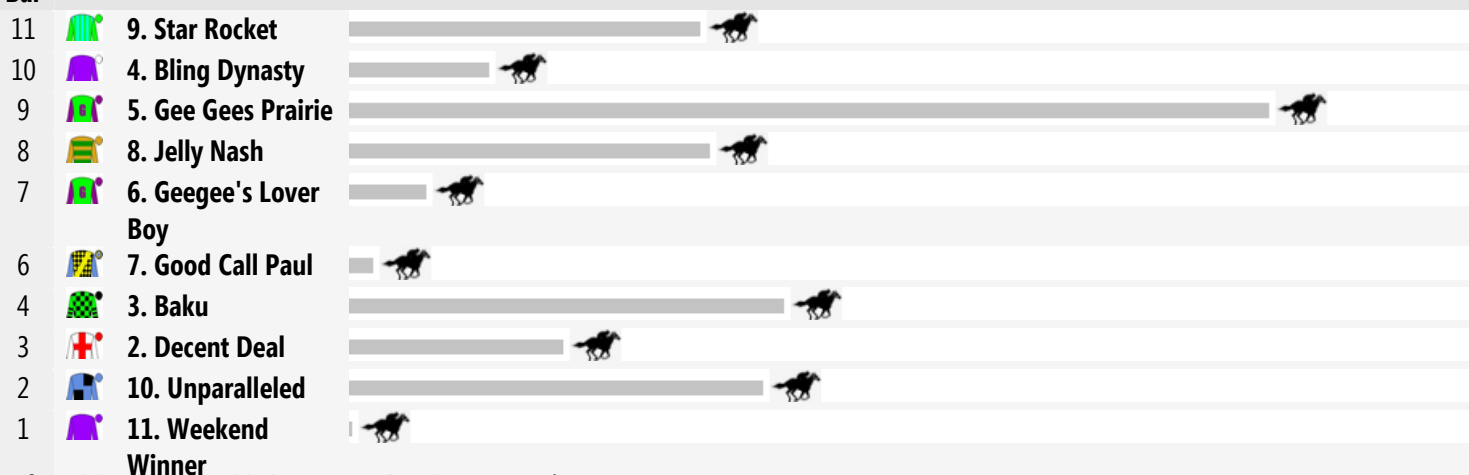 11 9. Star Rocket
10 4. Bling Dynasty
9 G 5. Gee Gees Prairie
8 8. Jelly Nash
7 G 6. Geegee's Lover
Boy
6 7. Good Call Paul
4 3. Baku
3 2. Decent Deal
2 10. Unparalleled
1 11. Weekend
Winner